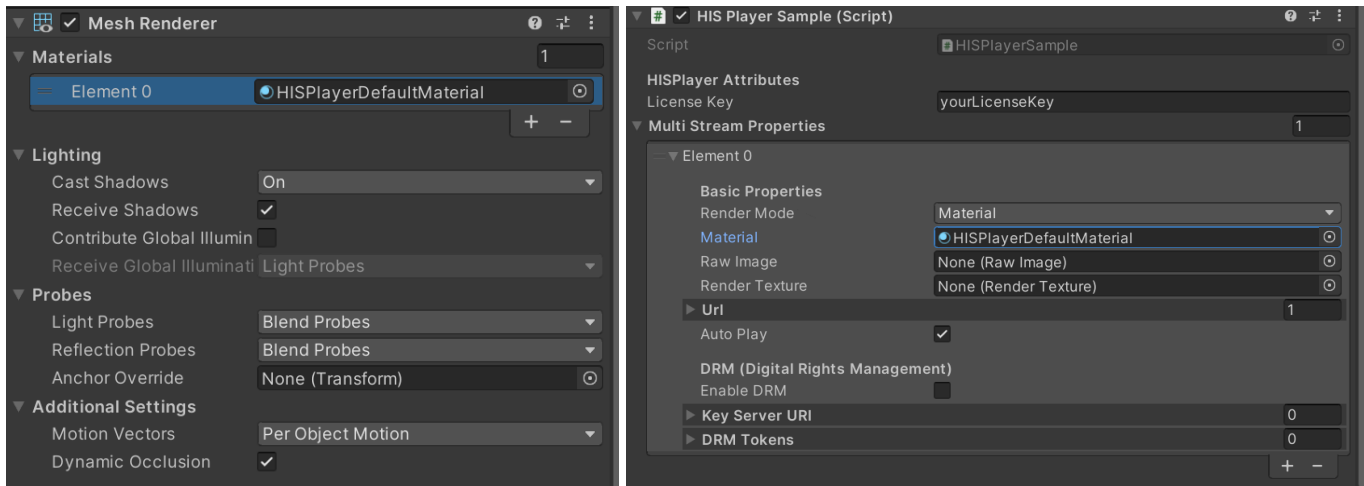 Mesh Renderer
Materials
1
Element 0
HISPlayerDefaultMaterial
Lighting
Cast Shadows
On
Receive Shadows
Contribute Global Illumin
Receive Global Illuminati
Light Probes
Probes
Light Probes
Blend Probes
Reflection Probes
Blend Probes
Anchor Override
None (Transform)
Additional Settings
Motion Vectors
Per Object Motion
Dynamic Occlusion
HIS Player Sample (Script)
Script
HISPlayerSample
HISPlayer Attributes
License Key
yourLicenseKey
Multi Stream Properties
1
Element 0
Basic Properties
Render Mode
Material
Material
HISPlayerDefaultMaterial
Raw Image
None (Raw Image)
Render Texture
None (Render Texture)
Url
1
Auto Play
DRM (Digital Rights Management)
Enable DRM
Key Server URI
0
DRM Tokens
0